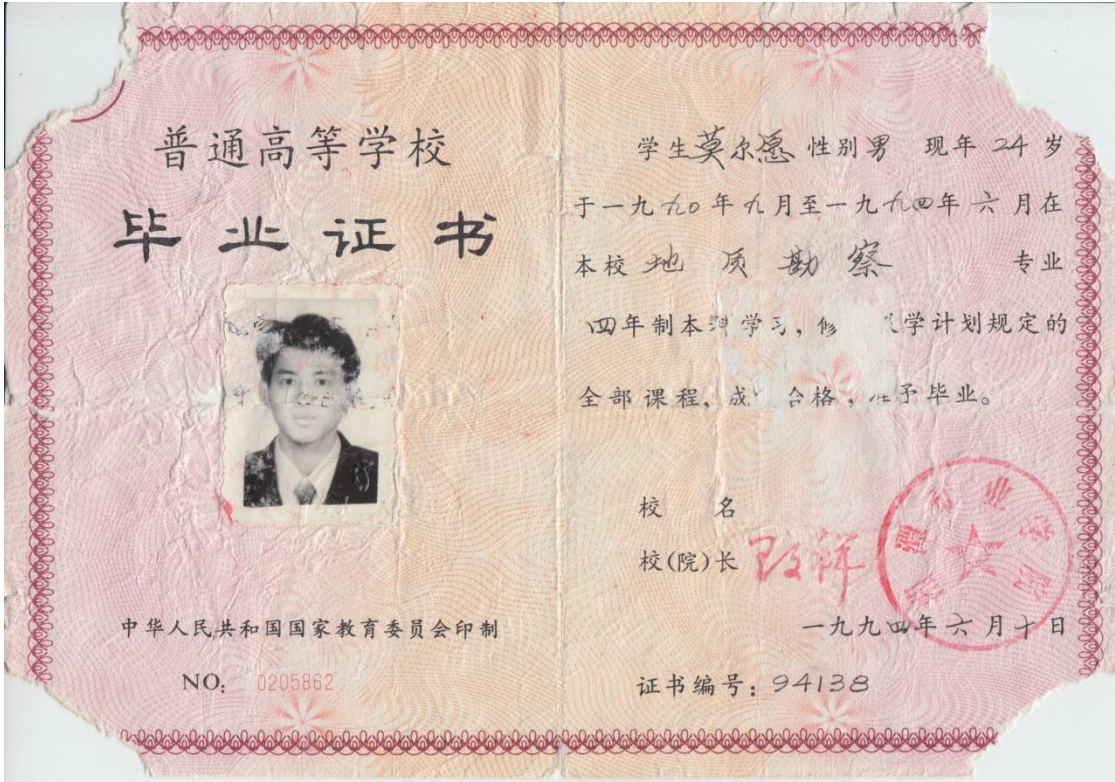 普通高等学校
毕业证书
中华人民共和国国家教育委员会印制
NO: 0205862
学生莫尔愿 性别男 现年24岁
于一九九0年九月至一九九四年六月在
本校地质勘察 专业
四年制本科学习，修 学计划规定的
全部课程，成 合格，准予毕业。
校 名
校(院)长
一九九四年六月十日
证书编号：94138